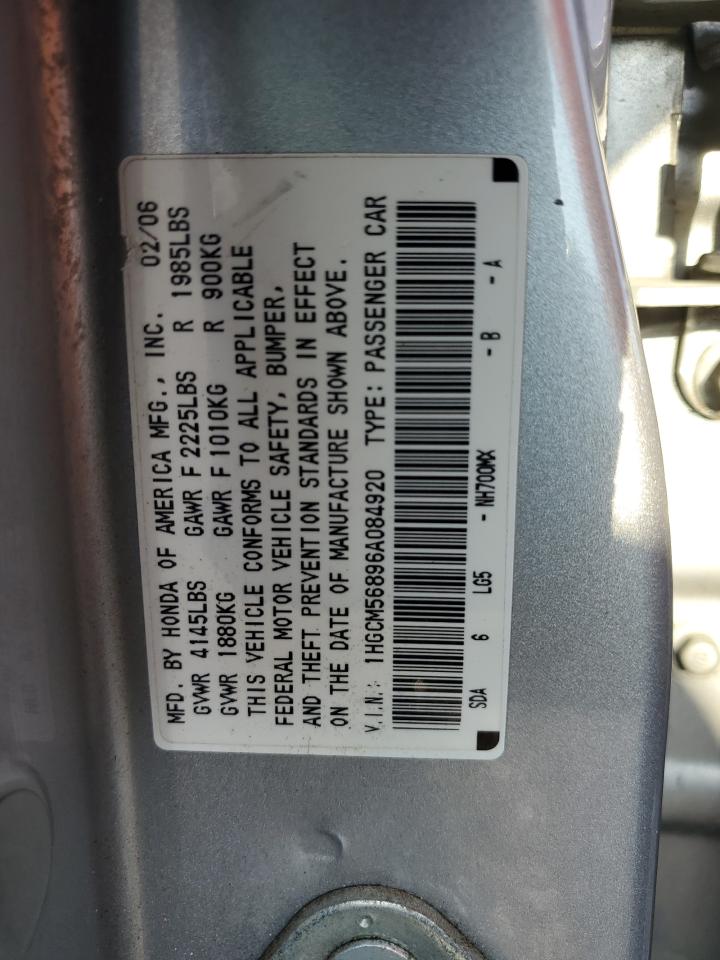 MFD. BY HONDA OF AMERICA MFG., INC. 02/06
GVWR 4145LBS GAWR F 2225LBS R 1985LBS
GVWR 1880KG GAWR F 1010KG R 900KG
THIS VEHICLE CONFORMS TO ALL APPLICABLE
FEDERAL MOTOR VEHICLE SAFETY, BUMPER,
AND THEFT PREVENTION STANDARDS IN EFFECT
ON THE DATE OF MANUFACTURE SHOWN ABOVE.
V.I.N.: 1HGCM56896A084920 TYPE: PASSENGER CAR
SDA 6 LG5 - NH700MX - B - A